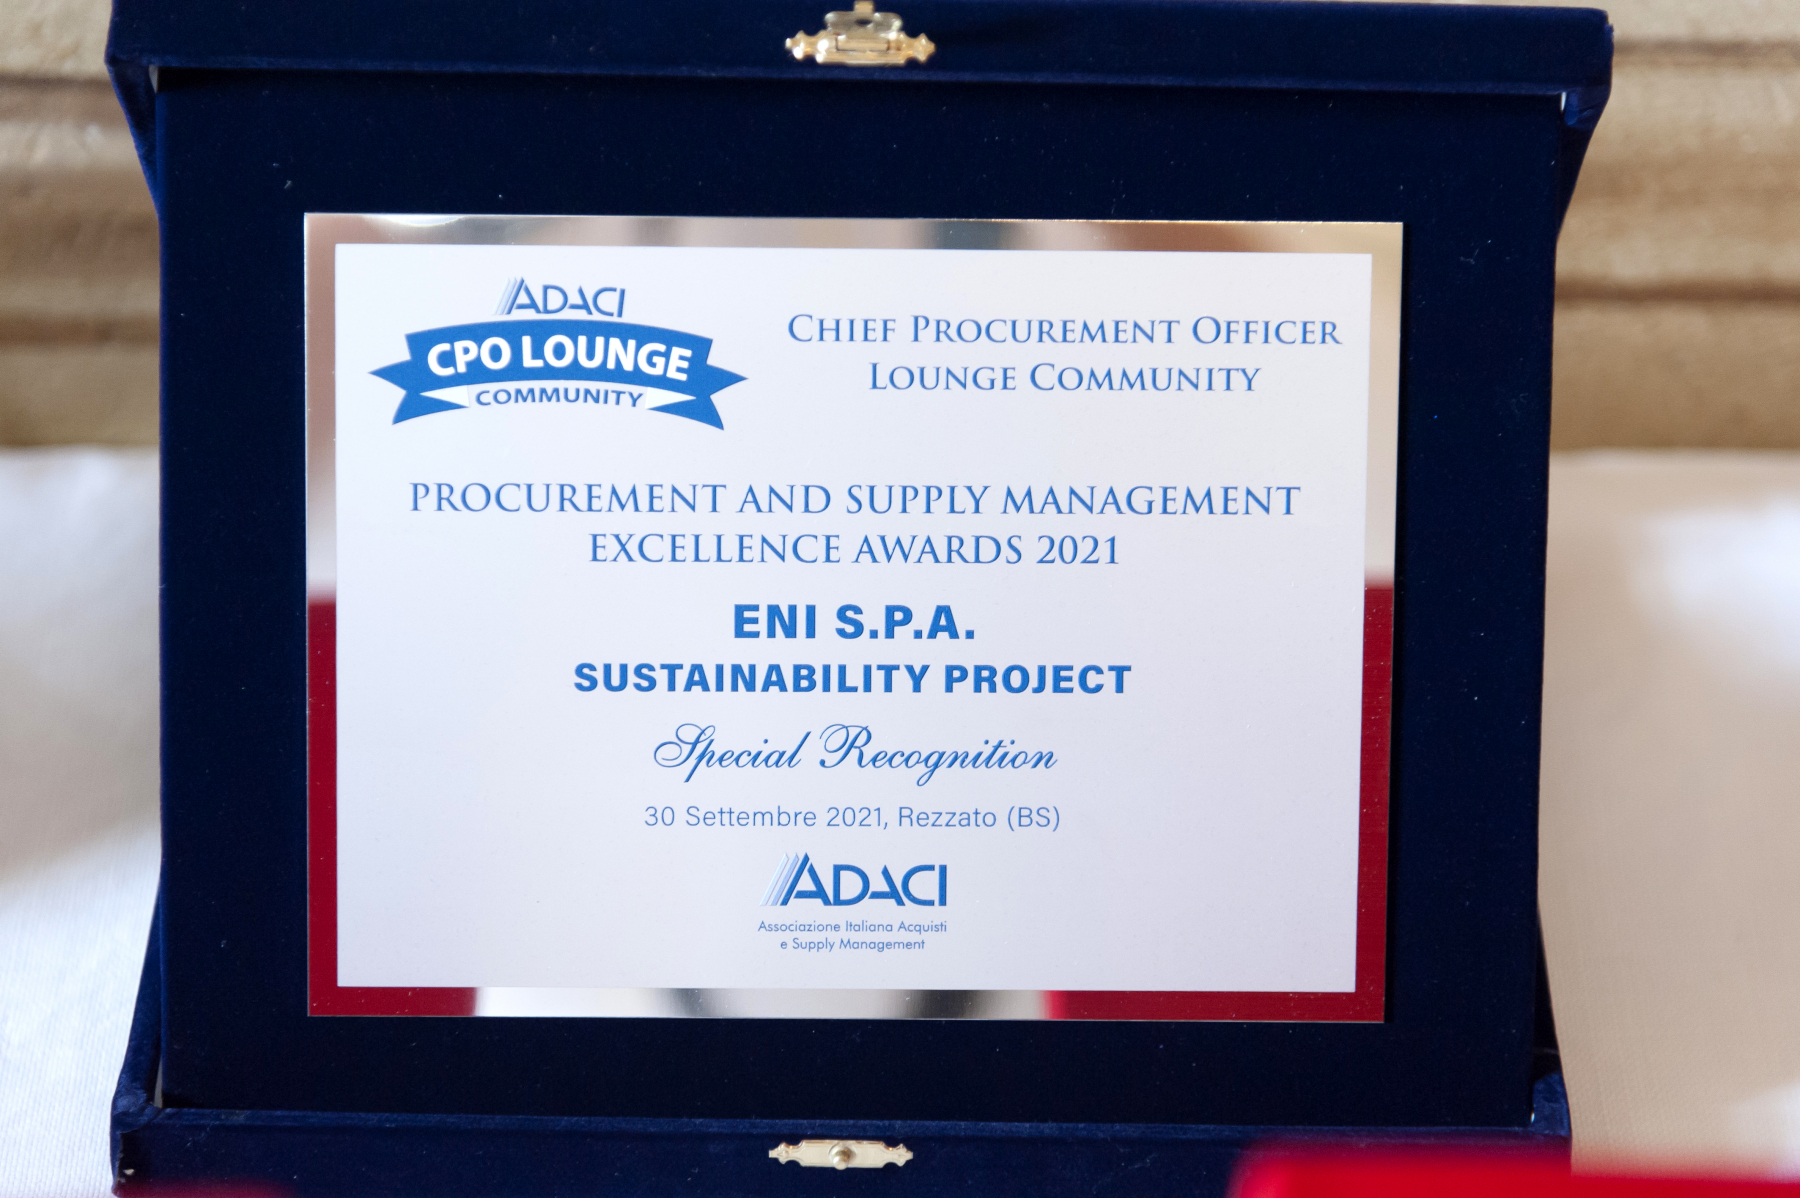 ADACI
CPO LOUNGE
COMMUNITY
CHIEF PROCUREMENT OFFICER
LOUNGE COMMUNITY
PROCUREMENT AND SUPPLY MANAGEMENT
EXCELLENCE AWARDS 2021
ENI S.P.A.
SUSTAINABILITY PROJECT
Special Recognition
30 Settembre 2021, Rezzato (BS)
ADACI
Associazione Italiana Acquisti
e Supply Management